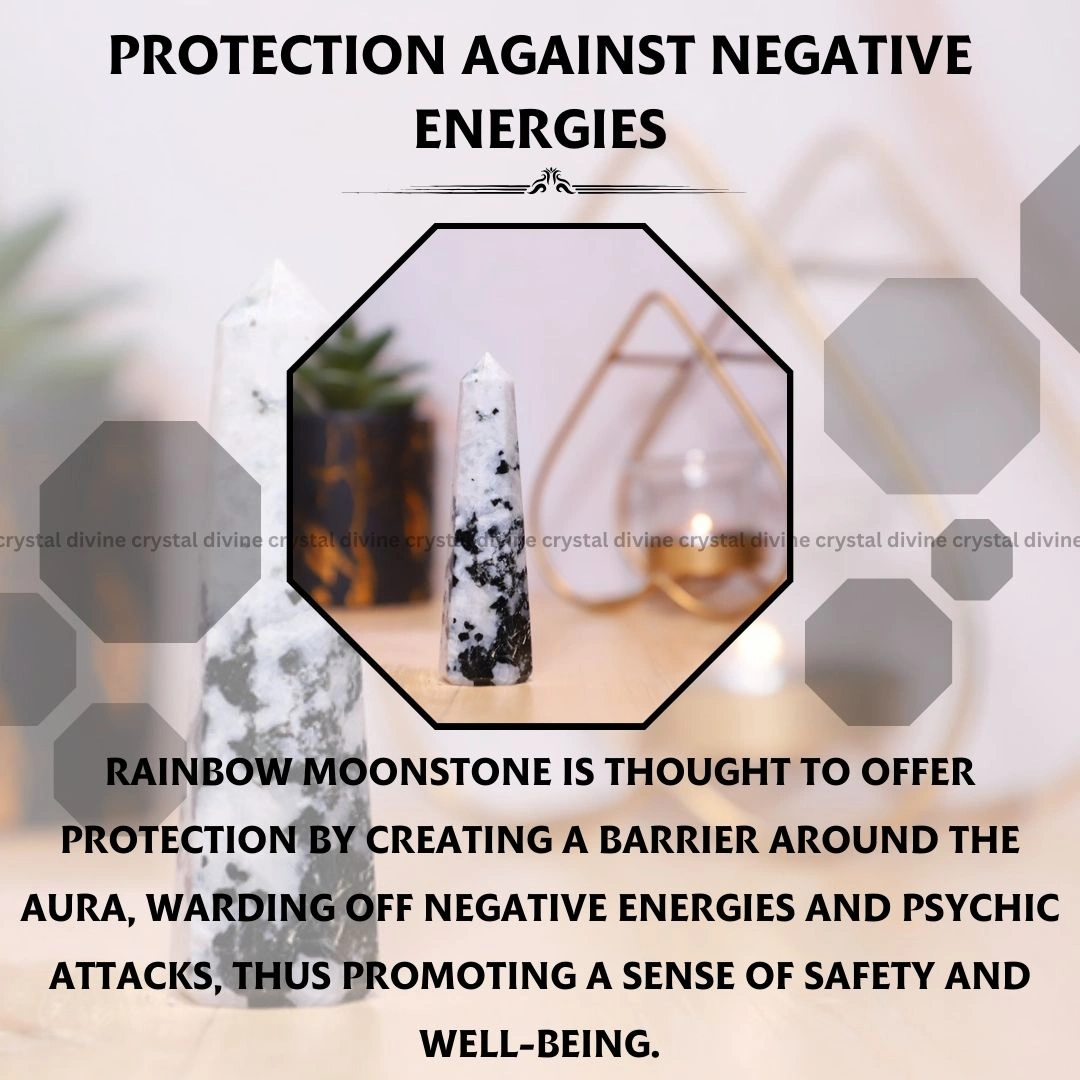 PROTECTION AGAINST NEGATIVE
ENERGIES
crystal divine crystal divine crystal divine crystal divine crystal divine crystal divine crystal divine crystal divine
RAINBOW MOONSTONE IS THOUGHT TO OFFER
PROTECTION BY CREATING A BARRIER AROUND THE
AURA, WARDING OFF NEGATIVE ENERGIES AND PSYCHIC
ATTACKS, THUS PROMOTING A SENSE OF SAFETY AND
WELL-BEING.